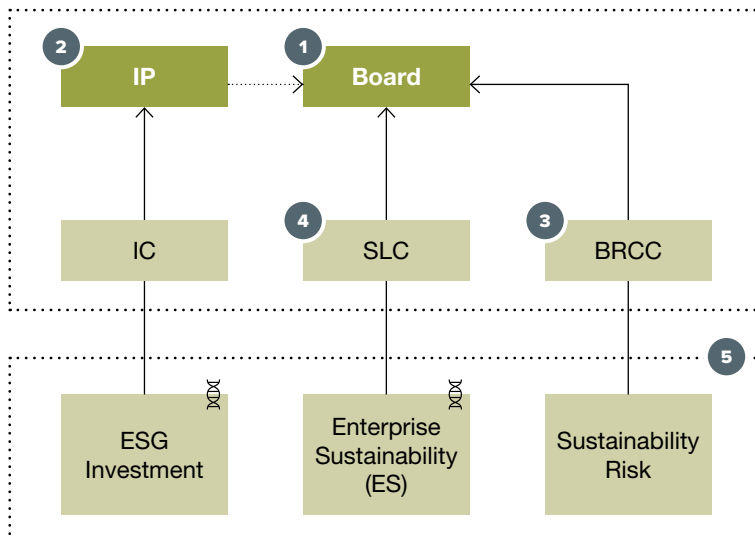 2
IP
1
Board
IC
4
SLC
3
BRCC
5
ESG
Investment
Enterprise
Sustainability
(ES)
Sustainability
Risk